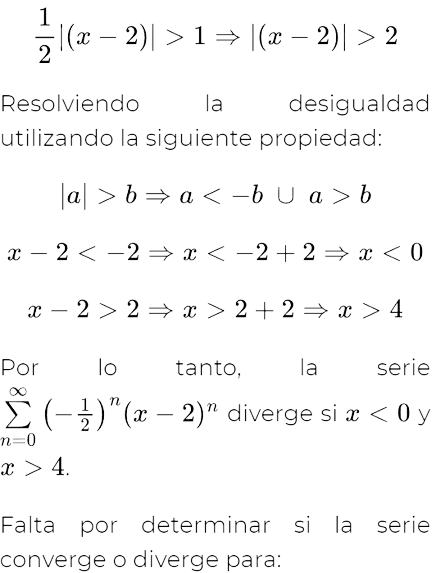 1/2 |(x − 2)| > 1 ⇒ |(x − 2)| > 2
Resolviendo la desigualdad
utilizando la siguiente propiedad:
|a| > b ⇒ a < −b ∪ a > b
x − 2 < −2 ⇒ x < −2 + 2 ⇒ x < 0
x − 2 > 2 ⇒ x > 2 + 2 ⇒ x > 4
Por lo tanto, la serie
∑_{n=0}^{∞} (−1/2)^n (x − 2)^n diverge si x < 0 y
x > 4.
Falta por determinar si la serie
converge o diverge para: